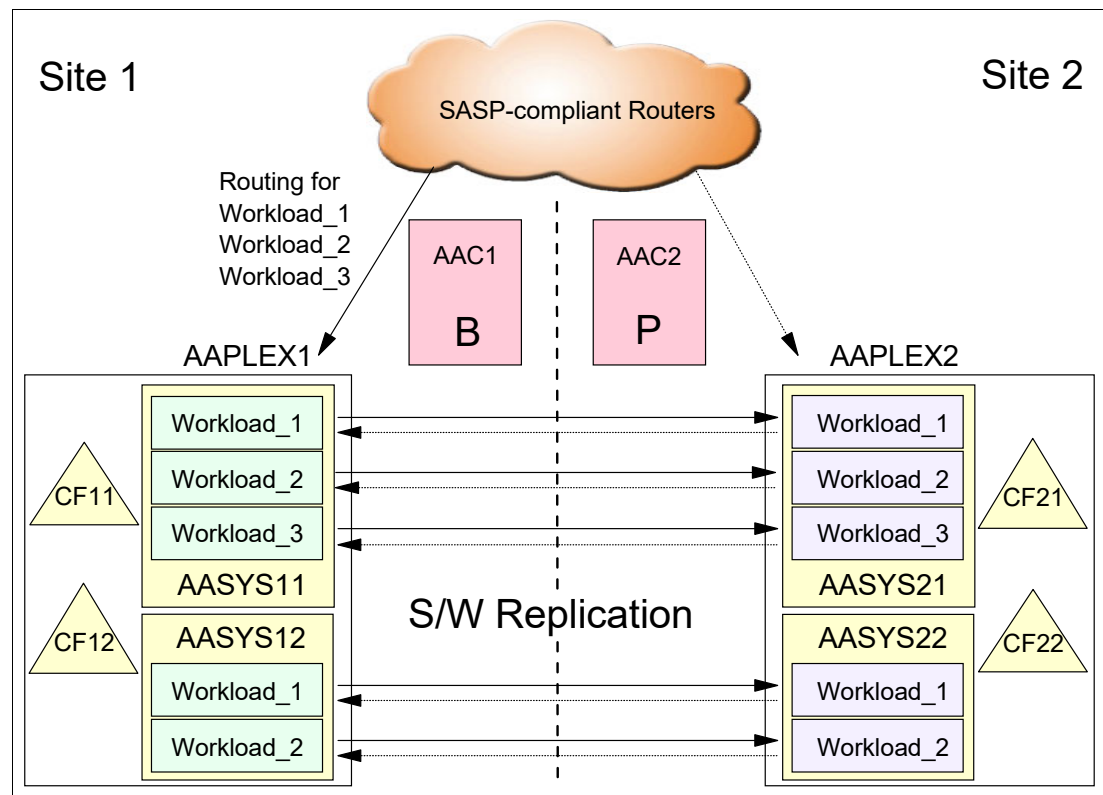 Site 1
Site 2
SASP-compliant Routers
Routing for
Workload_1
Workload_2
Workload_3
AAC1
B
AAC2
P
AAPLEX1
AAPLEX2
Workload_1
Workload_2
Workload_3
AASYS11
CF11
CF12
AASYS12
Workload_1
Workload_2
S/W Replication
Workload_1
Workload_2
Workload_3
AASYS21
CF21
CF22
AASYS22
Workload_1
Workload_2